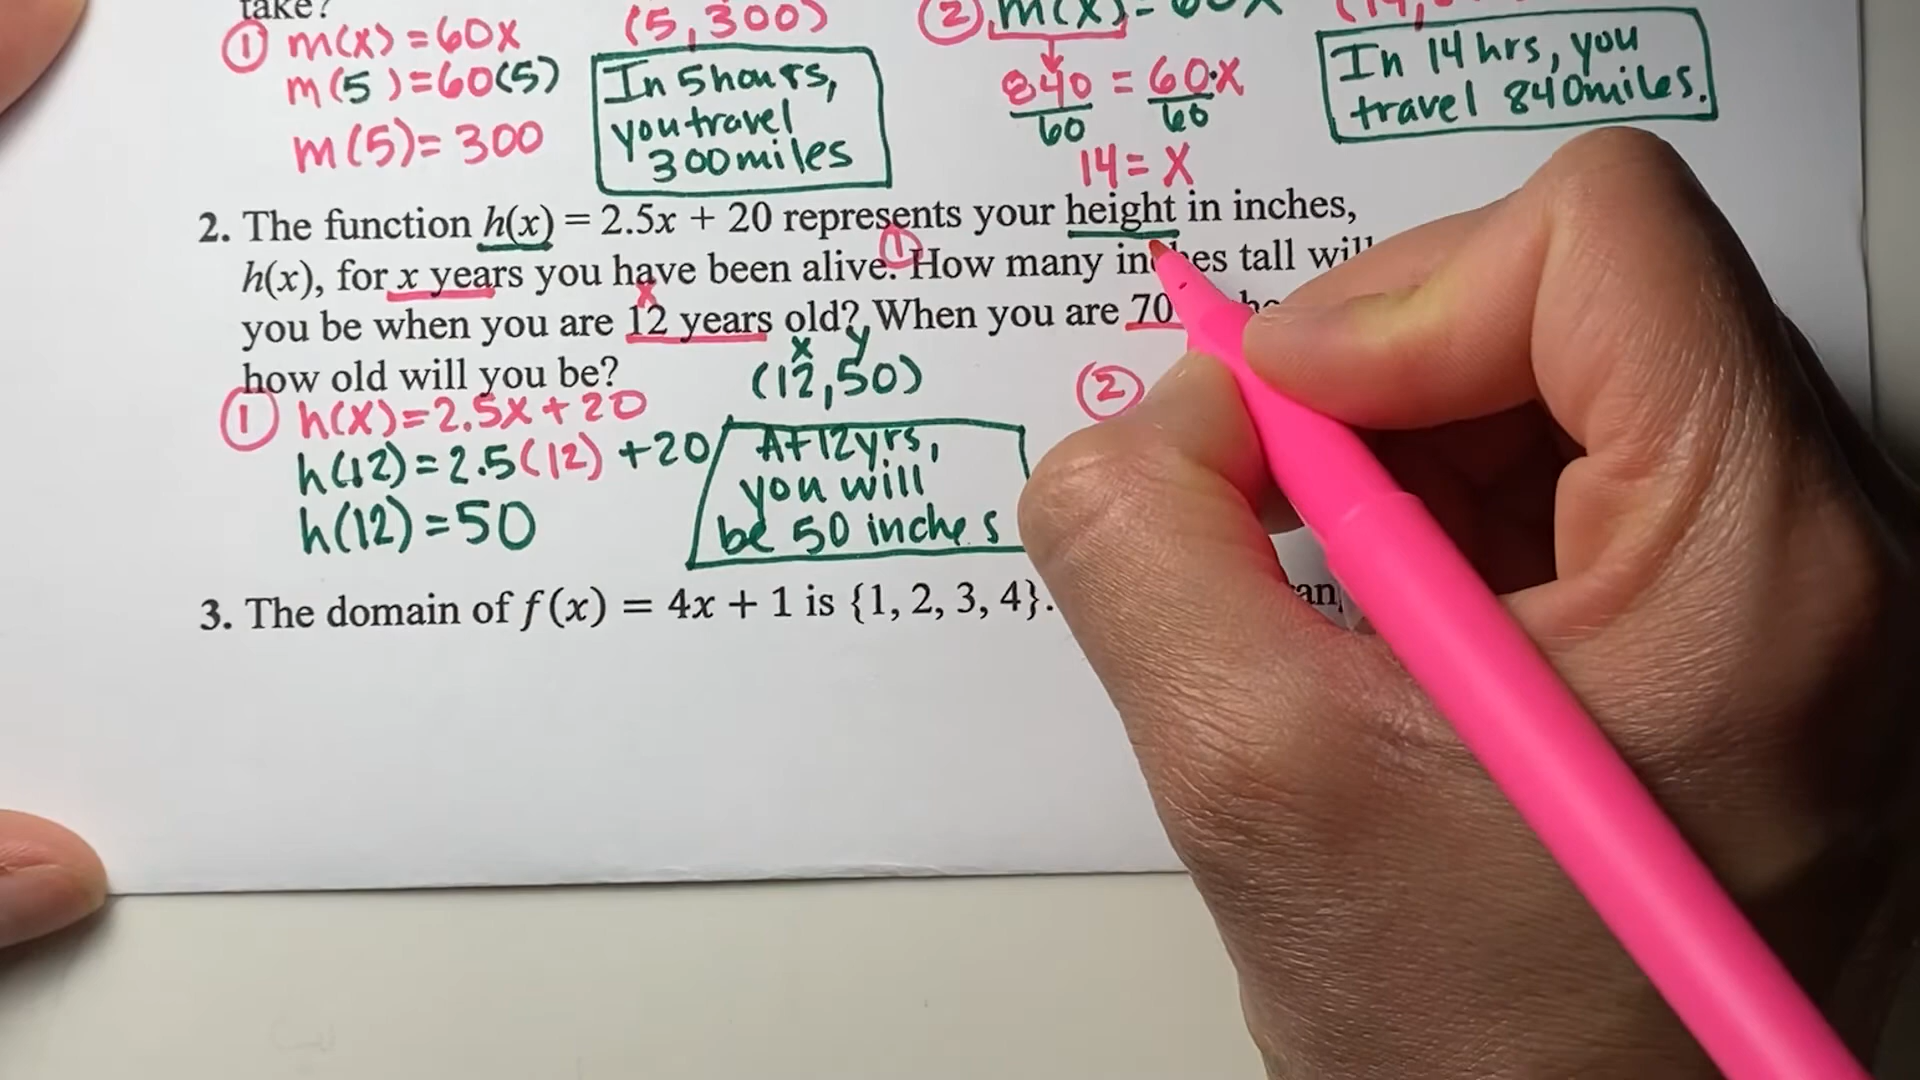 take?
① m(x) = 60x
m(5) = 60(5)
m(5) = 300
(5, 300)
In 5 hours,
you travel
300 miles
② m(x) = 60x
840 = 60·x
60 60
14 = x
(14,
In 14 hrs, you
travel 840 miles.
2. The function h(x) = 2.5x + 20 represents your height in inches,
h(x), for x years you have been alive. ① How many inches tall will
x
you be when you are 12 years old? When you are 70
how old will you be?
x y
(12, 50)
②
① h(x) = 2.5x + 20
h(12) = 2.5(12) + 20
h(12) = 50
At 12 yrs,
you will
be 50 inches
3. The domain of f(x) = 4x + 1 is {1, 2, 3, 4}.